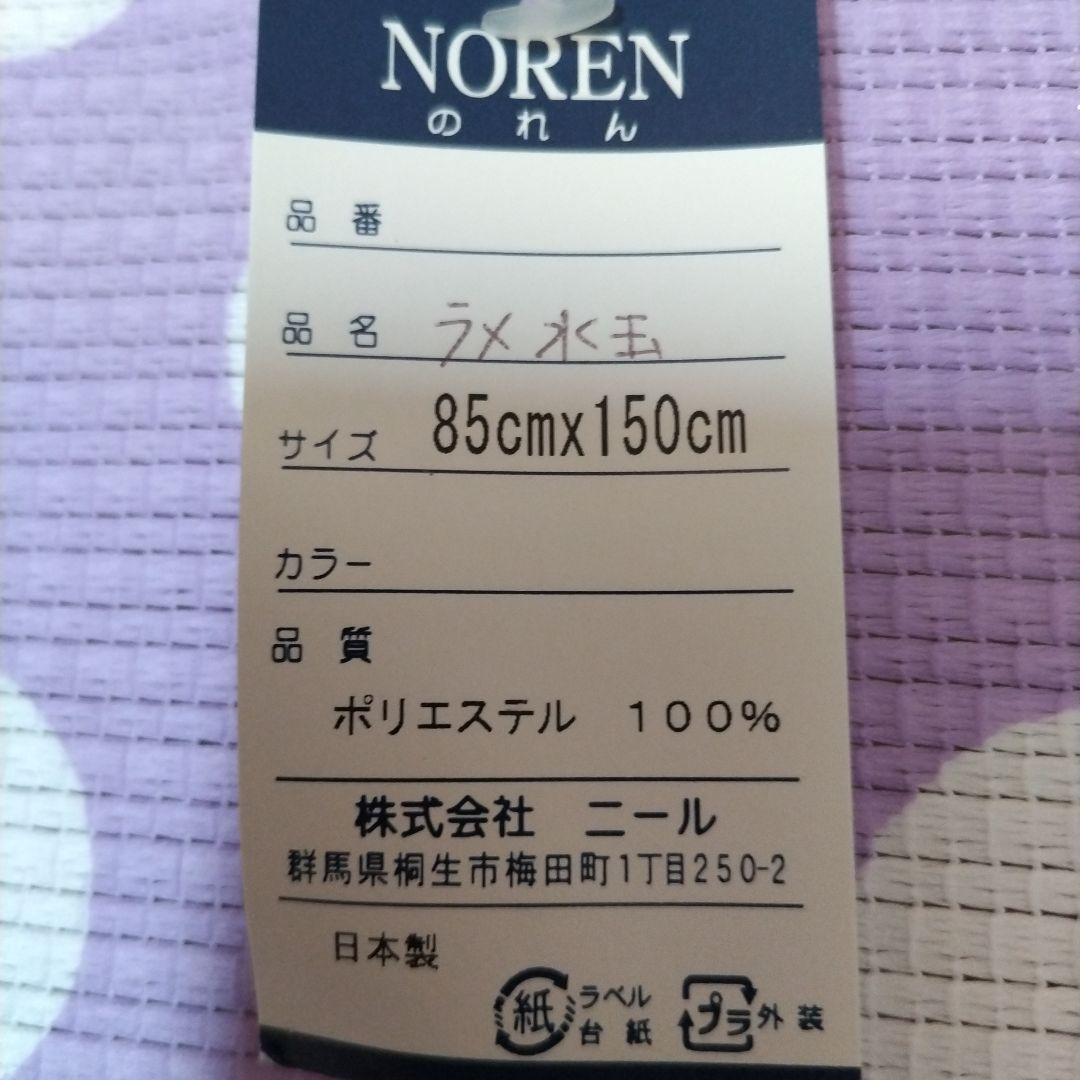 NOREN
のれん
品番
品名 ラメ水玉
サイズ 85cmx150cm
カラー
品質
ポリエステル 100%
株式会社 ニール
群馬県桐生市梅田町1丁目250-2
日本製
紙 ラベル台紙 プラ 外装